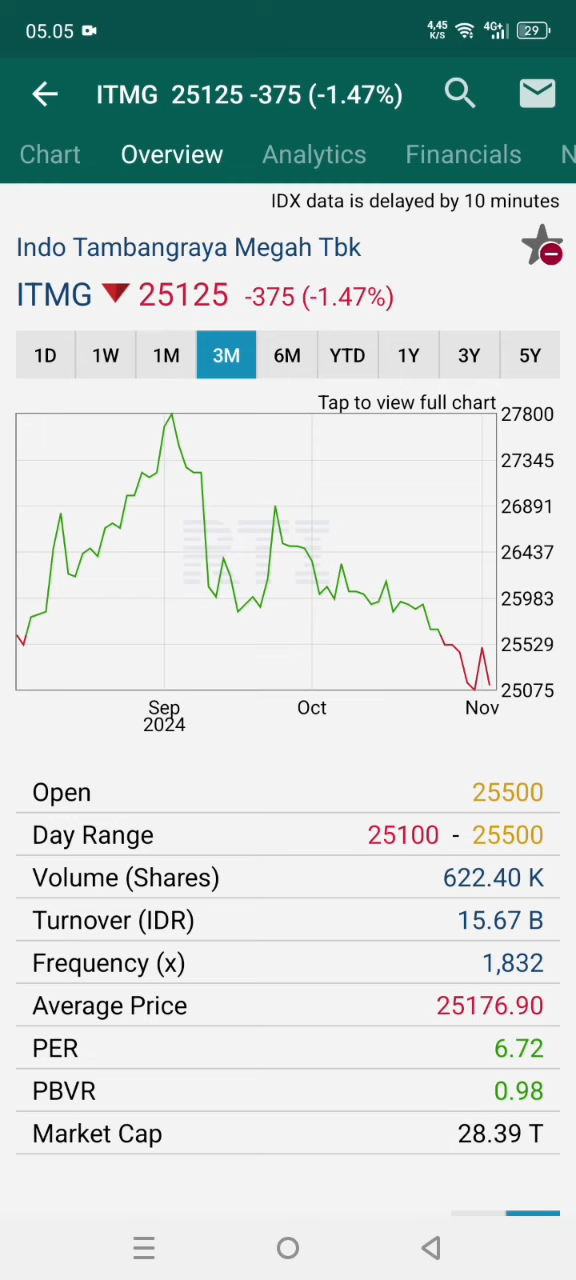 05.05 4,45 K/S 4G+ 29
ITMG 25125 -375 (-1.47%)
Chart Overview Analytics Financials N
IDX data is delayed by 10 minutes
Indo Tambangraya Megah Tbk
ITMG 25125 -375 (-1.47%)
1D 1W 1M 3M 6M YTD 1Y 3Y 5Y
Tap to view full chart
27800
27345
26891
26437
25983
25529
25075
RTI
Sep Oct Nov
2024
Open 25500
Day Range 25100 - 25500
Volume (Shares) 622.40 K
Turnover (IDR) 15.67 B
Frequency (x) 1,832
Average Price 25176.90
PER 6.72
PBVR 0.98
Market Cap 28.39 T